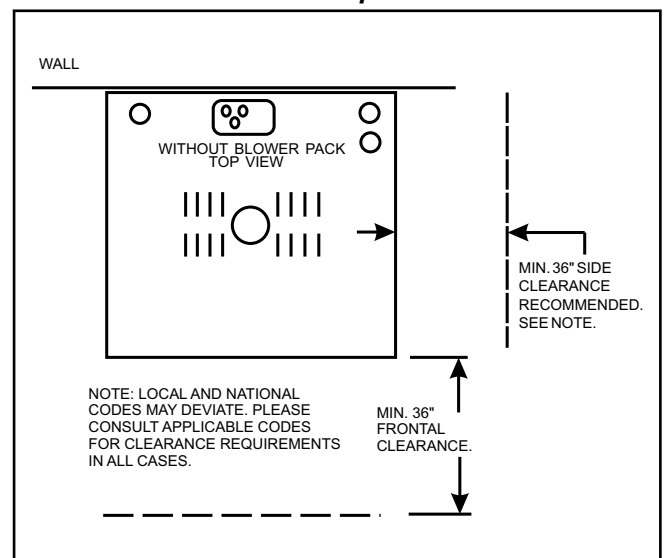 WALL
WITHOUT BLOWER PACK
TOP VIEW
MIN. 36" SIDE
CLEARANCE
RECOMMENDED.
SEE NOTE.
NOTE: LOCAL AND NATIONAL
CODES MAY DEVIATE. PLEASE
CONSULT APPLICABLE CODES
FOR CLEARANCE REQUIREMENTS
IN ALL CASES.
MIN. 36"
FRONTAL
CLEARANCE.